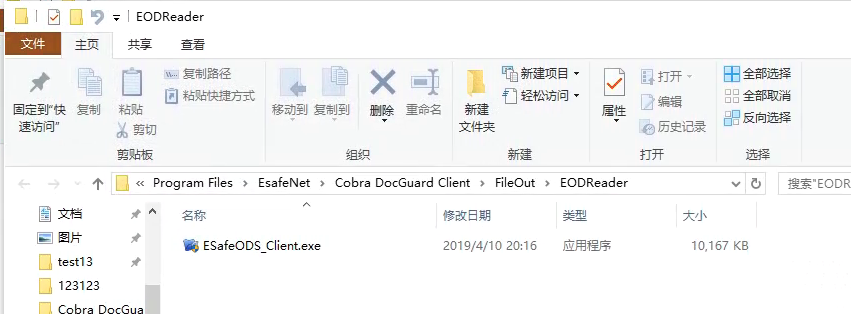 EODReader
文件 主页 共享 查看
固定到"快速访问"
复制
粘贴
剪切
复制路径
粘贴快捷方式
剪贴板
移动到
复制到
删除
重命名
组织
新建
文件夹
新建项目
轻松访问
新建
属性
打开
编辑
历史记录
打开
全部选择
全部取消
反向选择
选择
« Program Files > EsafeNet > Cobra DocGuard Client > FileOut > EODReader
搜索"EODR
文档
图片
test13
123123
Cobra DocGua
名称 修改日期 类型 大小
ESafeODS_Client.exe 2019/4/10 20:16 应用程序 10,167 KB